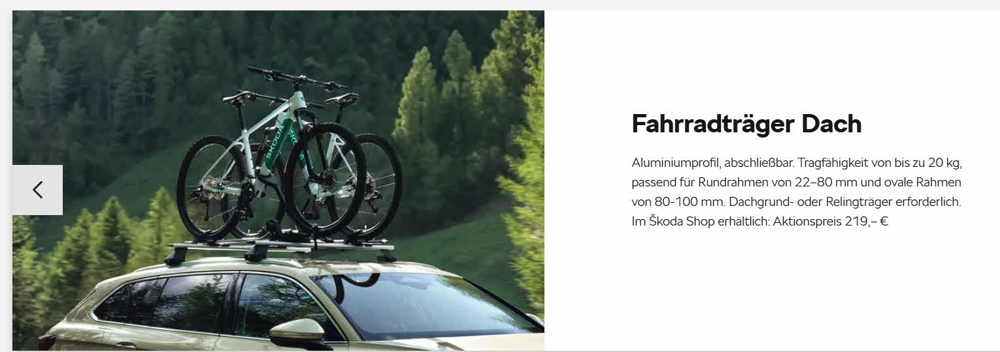 ŠKODA
Fahrradträger Dach
Aluminiumprofil, abschließbar. Tragfähigkeit von bis zu 20 kg,
passend für Rundrahmen von 22–80 mm und ovale Rahmen
von 80-100 mm. Dachgrund- oder Relingträger erforderlich.
Im Škoda Shop erhältlich: Aktionspreis 219,– €